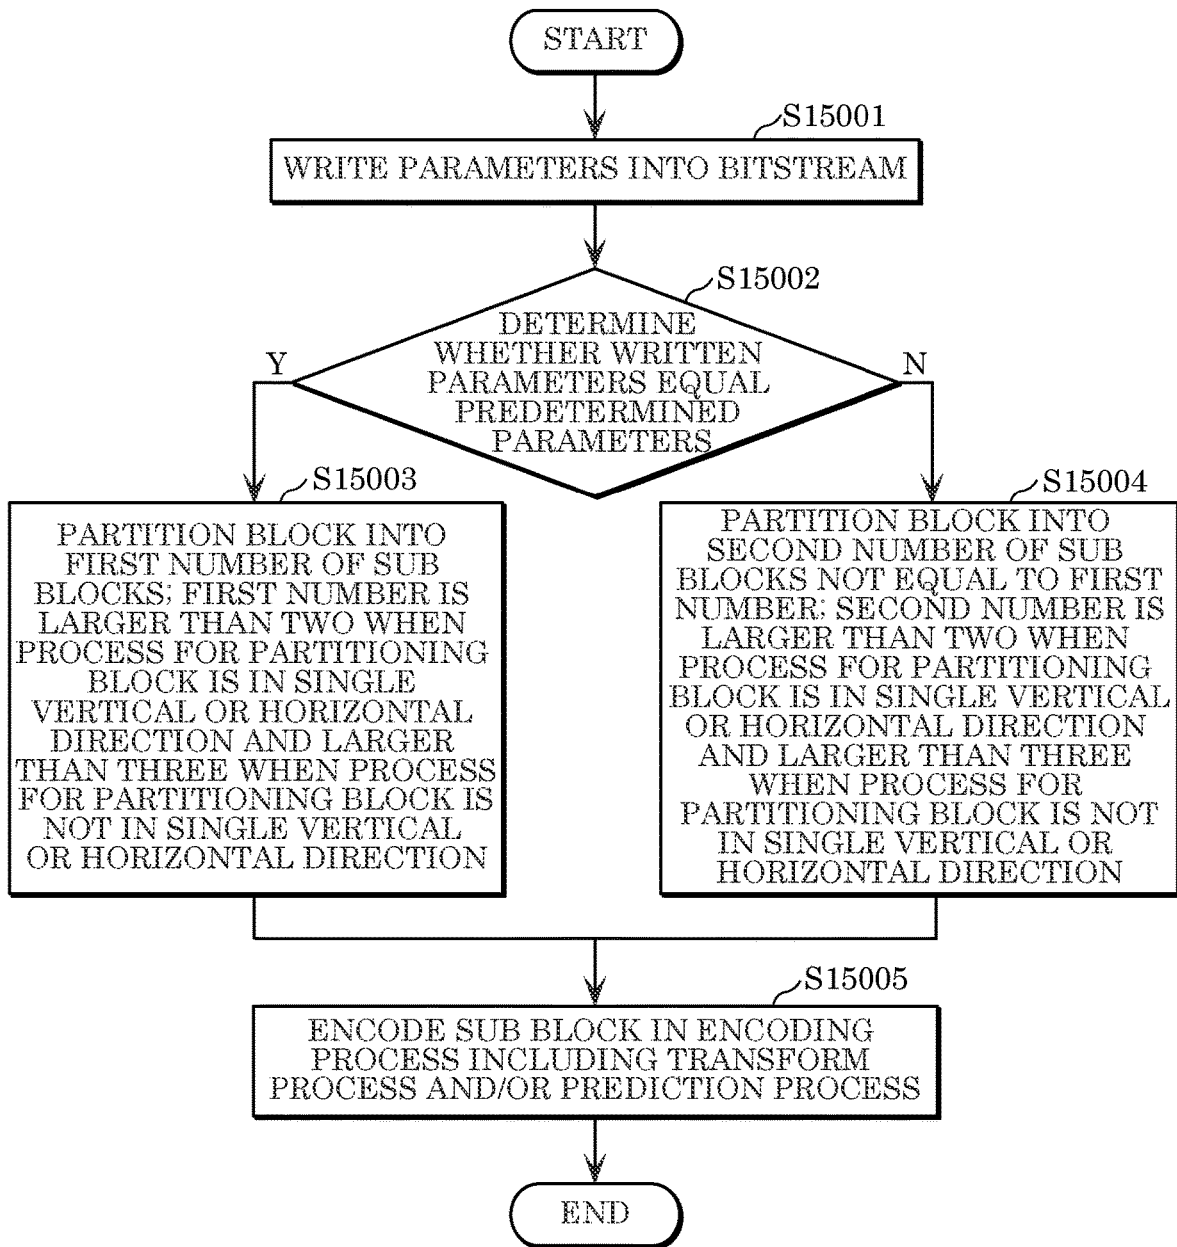 START
S15001
WRITE PARAMETERS INTO BITSTREAM
S15002
DETERMINE
WHETHER WRITTEN
PARAMETERS EQUAL
PREDETERMINED
PARAMETERS
Y
N
S15003
PARTITION BLOCK INTO
FIRST NUMBER OF SUB
BLOCKS; FIRST NUMBER IS
LARGER THAN TWO WHEN
PROCESS FOR PARTITIONING
BLOCK IS IN SINGLE
VERTICAL OR HORIZONTAL
DIRECTION AND LARGER
THAN THREE WHEN PROCESS
FOR PARTITIONING BLOCK IS
NOT IN SINGLE VERTICAL
OR HORIZONTAL DIRECTION
S15004
PARTITION BLOCK INTO
SECOND NUMBER OF SUB
BLOCKS NOT EQUAL TO FIRST
NUMBER; SECOND NUMBER IS
LARGER THAN TWO WHEN
PROCESS FOR PARTITIONING
BLOCK IS IN SINGLE VERTICAL
OR HORIZONTAL DIRECTION
AND LARGER THAN THREE
WHEN PROCESS FOR
PARTITIONING BLOCK IS NOT
IN SINGLE VERTICAL OR
HORIZONTAL DIRECTION
S15005
ENCODE SUB BLOCK IN ENCODING
PROCESS INCLUDING TRANSFORM
PROCESS AND/OR PREDICTION PROCESS
END